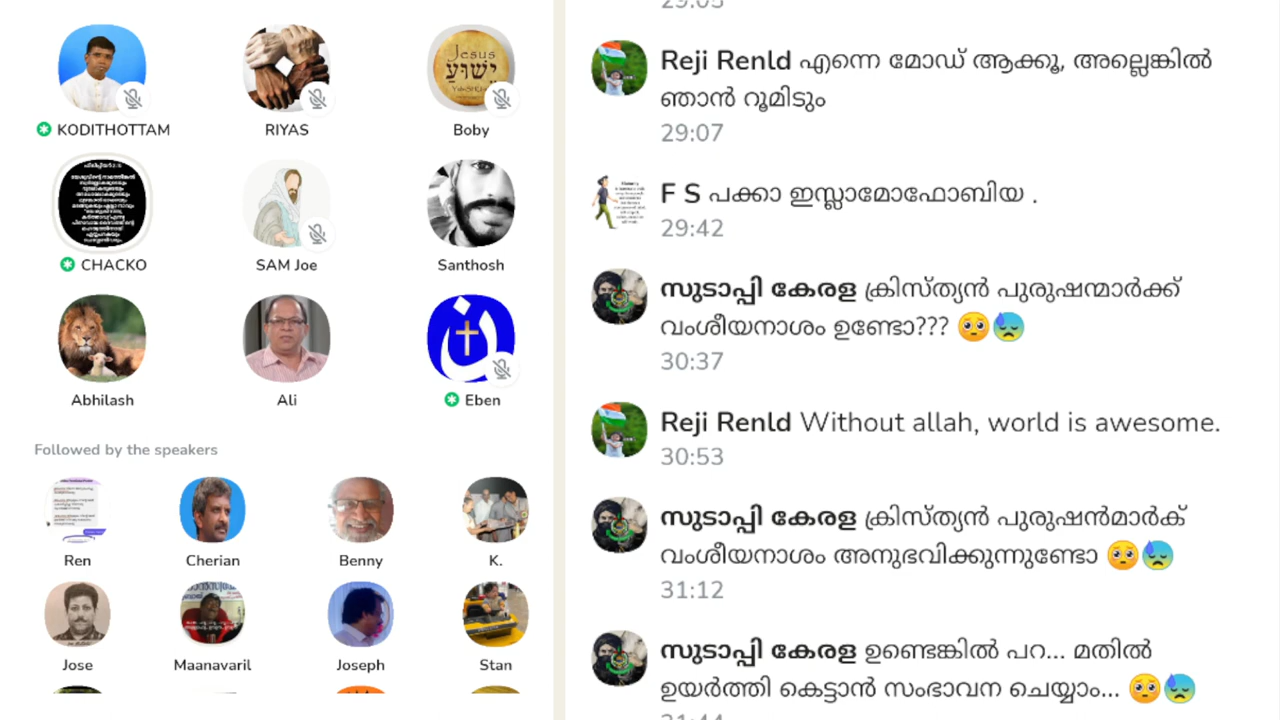 Jesus
ישוע
KODITHOTTAM
RIYAS
Boby
CHACKO
SAM Joe
Santhosh
Abhilash
Ali
Eben
Followed by the speakers
Ren
Cherian
Benny
K.
Jose
Maanavaril
Joseph
Stan
Reji Renld എന്നെ മോഡ് ആക്കൂ, അല്ലെങ്കിൽ
ഞാൻ റൂമിടും
29:07
F S പക്കാ ഇസ്ലാമോഫോബിയ .
29:42
സുടാപ്പി കേരള ക്രിസ്ത്യൻ പുരുഷന്മാർക്ക്
വംശീയനാശം ഉണ്ടോ??? 🥺😓
30:37
Reji Renld Without allah, world is awesome.
30:53
സുടാപ്പി കേരള ക്രിസ്ത്യൻ പുരുഷൻമാർക്
വംശീയനാശം അനുഭവിക്കുന്നുണ്ടോ 🥺😓
31:12
സുടാപ്പി കേരള ഉണ്ടെങ്കിൽ പറ... മതിൽ
ഉയർത്തി കെട്ടാൻ സംഭാവന ചെയ്യാം... 🥺😓